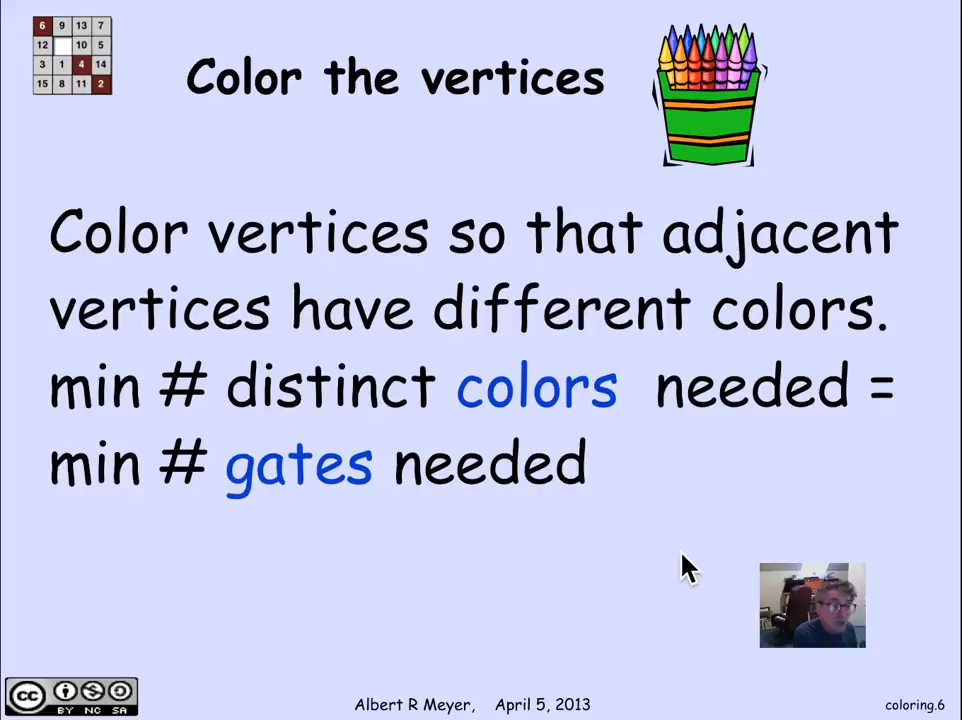 6 9 13 7
12 10 5
3 1 4 14
15 8 11 2
Color the vertices
Color vertices so that adjacent
vertices have different colors.
min # distinct colors needed =
min # gates needed
cc
BY NC SA
Albert R Meyer, April 5, 2013
coloring.6